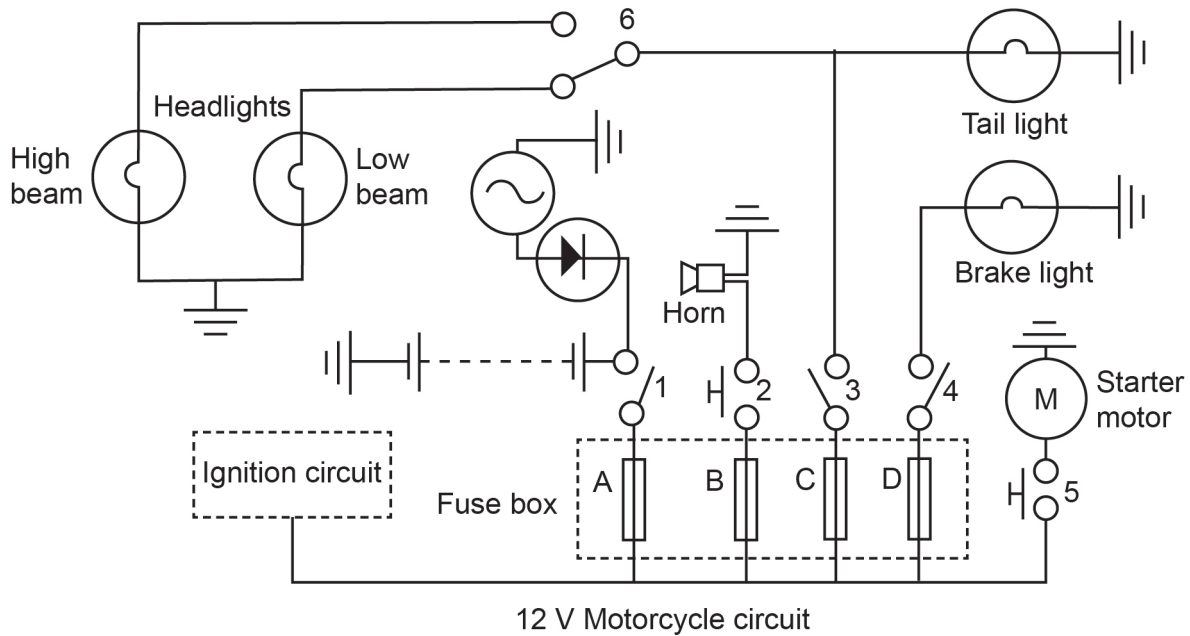 6
Headlights
High
beam
Low
beam
Tail light
Brake light
Horn
1
2
3
4
M
Starter
motor
Ignition circuit
Fuse box
A
B
C
D
5
12 V Motorcycle circuit